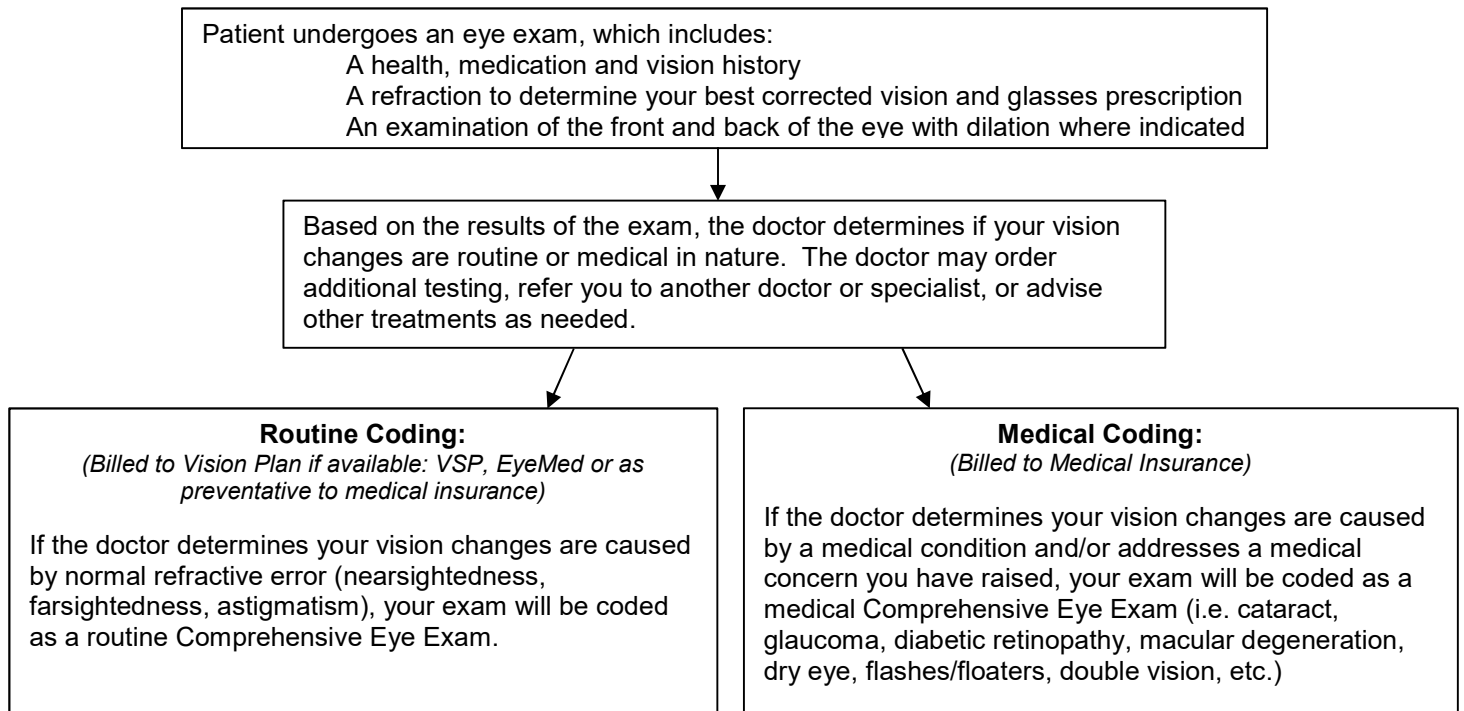 Patient undergoes an eye exam, which includes:
A health, medication and vision history
A refraction to determine your best corrected vision and glasses prescription
An examination of the front and back of the eye with dilation where indicated
Based on the results of the exam, the doctor determines if your vision
changes are routine or medical in nature.  The doctor may order
additional testing, refer you to another doctor or specialist, or advise
other treatments as needed.
Routine Coding:
(Billed to Vision Plan if available: VSP, EyeMed or as
preventative to medical insurance)
If the doctor determines your vision changes are caused
by normal refractive error (nearsightedness,
farsightedness, astigmatism), your exam will be coded
as a routine Comprehensive Eye Exam.
Medical Coding:
(Billed to Medical Insurance)
If the doctor determines your vision changes are caused
by a medical condition and/or addresses a medical
concern you have raised, your exam will be coded as a
medical Comprehensive Eye Exam (i.e. cataract,
glaucoma, diabetic retinopathy, macular degeneration,
dry eye, flashes/floaters, double vision, etc.)